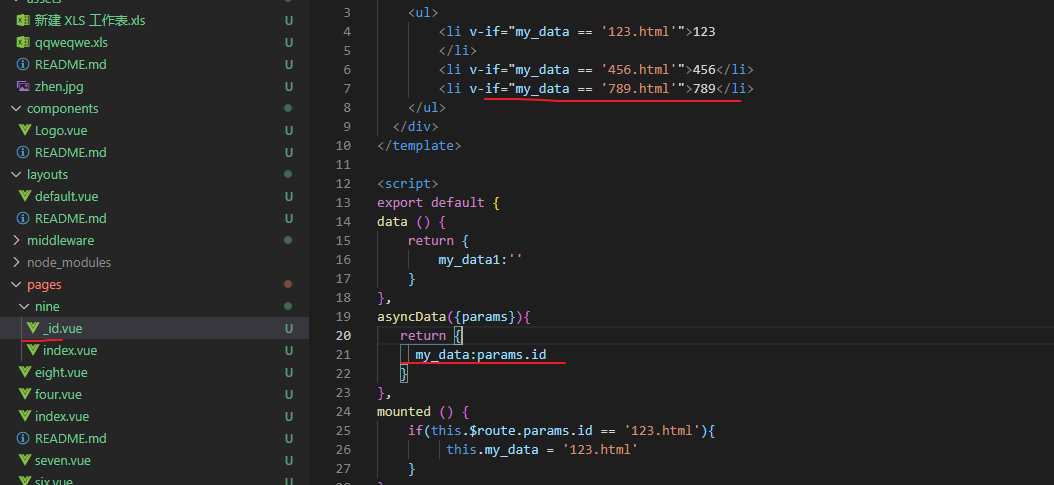 assets
新建 XLS 工作表.xls U
qqweqwe.xls U
README.md U
zhen.jpg U
components
Logo.vue U
README.md U
layouts
default.vue U
README.md U
middleware
node_modules
pages
nine
_id.vue U
index.vue U
eight.vue U
four.vue U
index.vue U
README.md U
seven.vue U
six.vue U
3 <ul>
4 <li v-if="my_data == '123.html'">123
5 </li>
6 <li v-if="my_data == '456.html'">456</li>
7 <li v-if="my_data == '789.html'">789</li>
8 </ul>
9 </div>
10 </template>
11
12 <script>
13 export default {
14 data () {
15 return {
16 my_data1:''
17 }
18 },
19 asyncData({params}){
20 return {
21 my_data:params.id
22 }
23 },
24 mounted () {
25 if(this.$route.params.id == '123.html'){
26 this.my_data = '123.html'
27 }